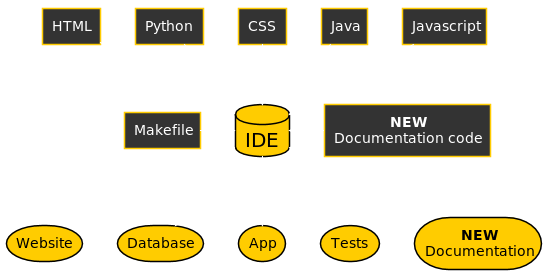 HTML
Python
CSS
Java
Javascript
Makefile
IDE
NEW
Documentation code
Website
Database
App
Tests
NEW
Documentation